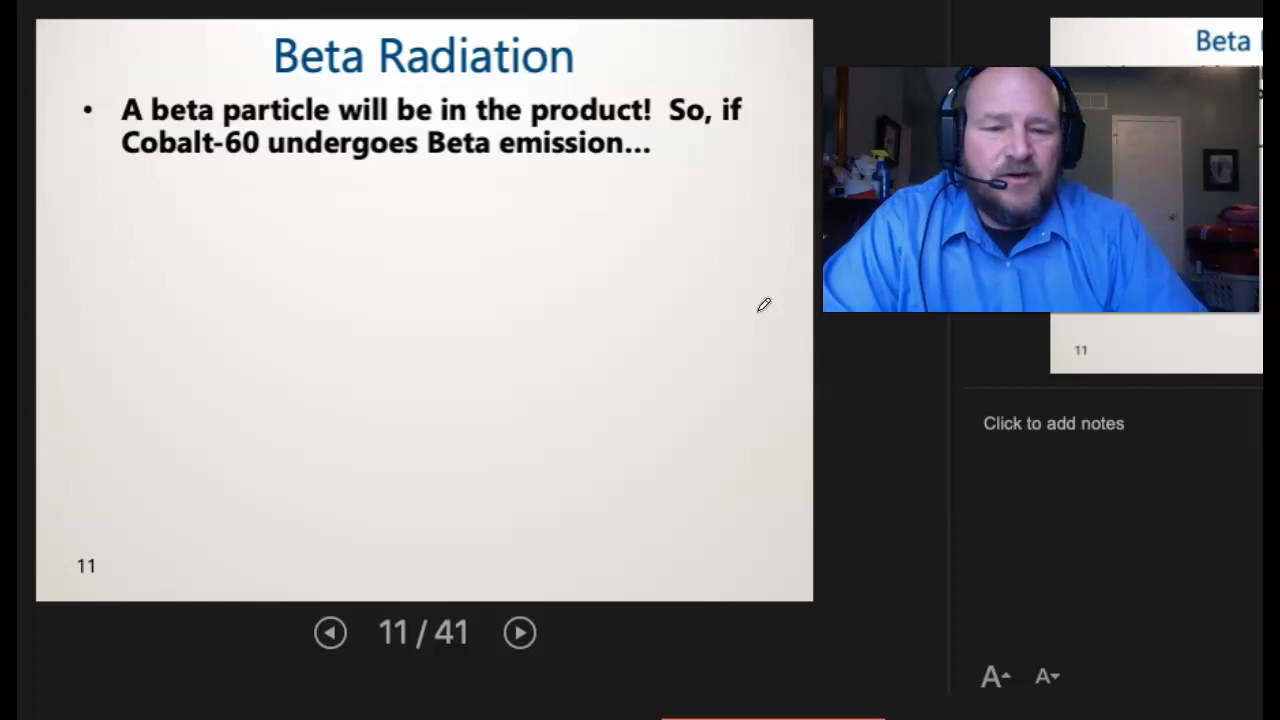 Beta Radiation
• A beta particle will be in the product!  So, if
Cobalt-60 undergoes Beta emission...
11
11 / 41
Beta
11
Click to add notes
A
A